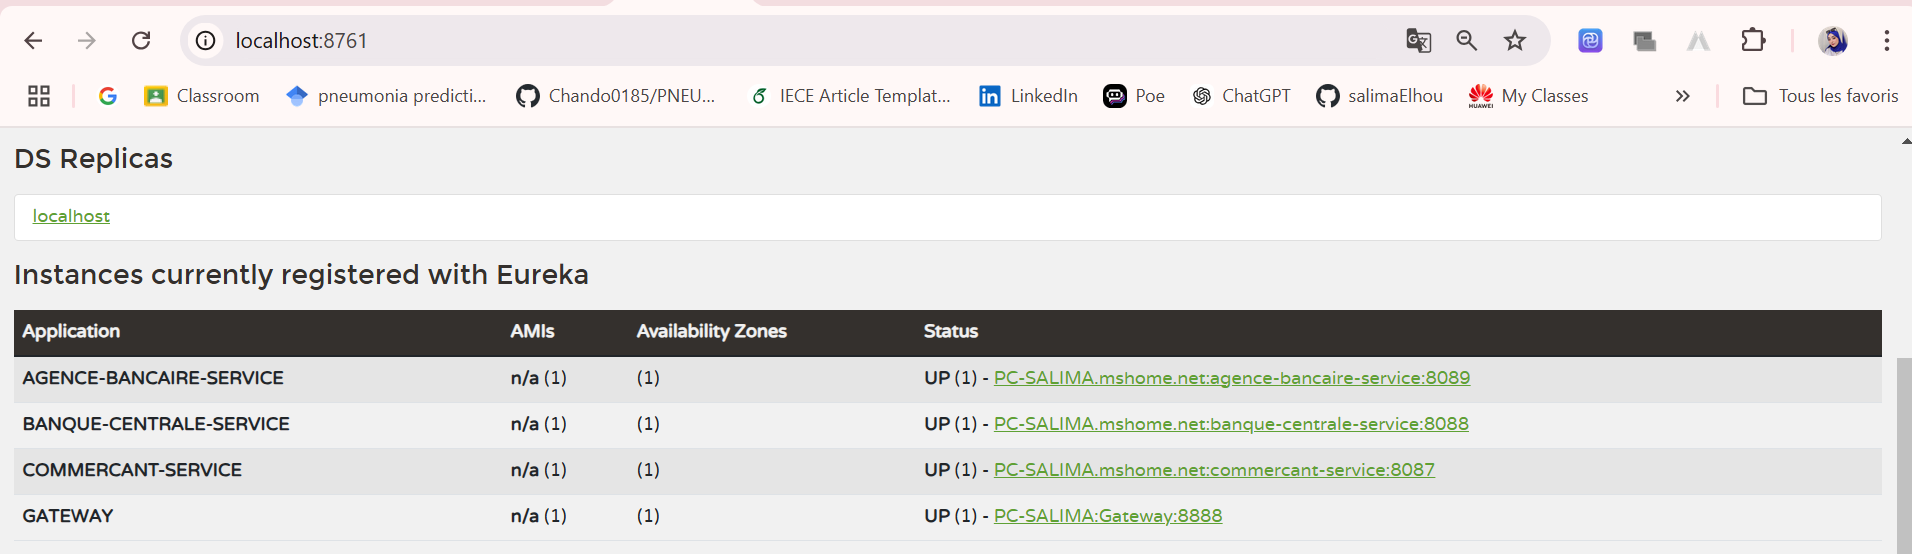 localhost:8761
Classroom pneumonia predicti... Chando0185/PNEU... IECE Article Templat... LinkedIn Poe ChatGPT salimaElhou HUAWEI My Classes » Tous les favoris
DS Replicas
localhost
Instances currently registered with Eureka
Application AMIs Availability Zones Status
AGENCE-BANCAIRE-SERVICE n/a (1) (1) UP (1) - PC-SALIMA.mshome.net:agence-bancaire-service:8089
BANQUE-CENTRALE-SERVICE n/a (1) (1) UP (1) - PC-SALIMA.mshome.net:banque-centrale-service:8088
COMMERCANT-SERVICE n/a (1) (1) UP (1) - PC-SALIMA.mshome.net:commercant-service:8087
GATEWAY n/a (1) (1) UP (1) - PC-SALIMA:Gateway:8888